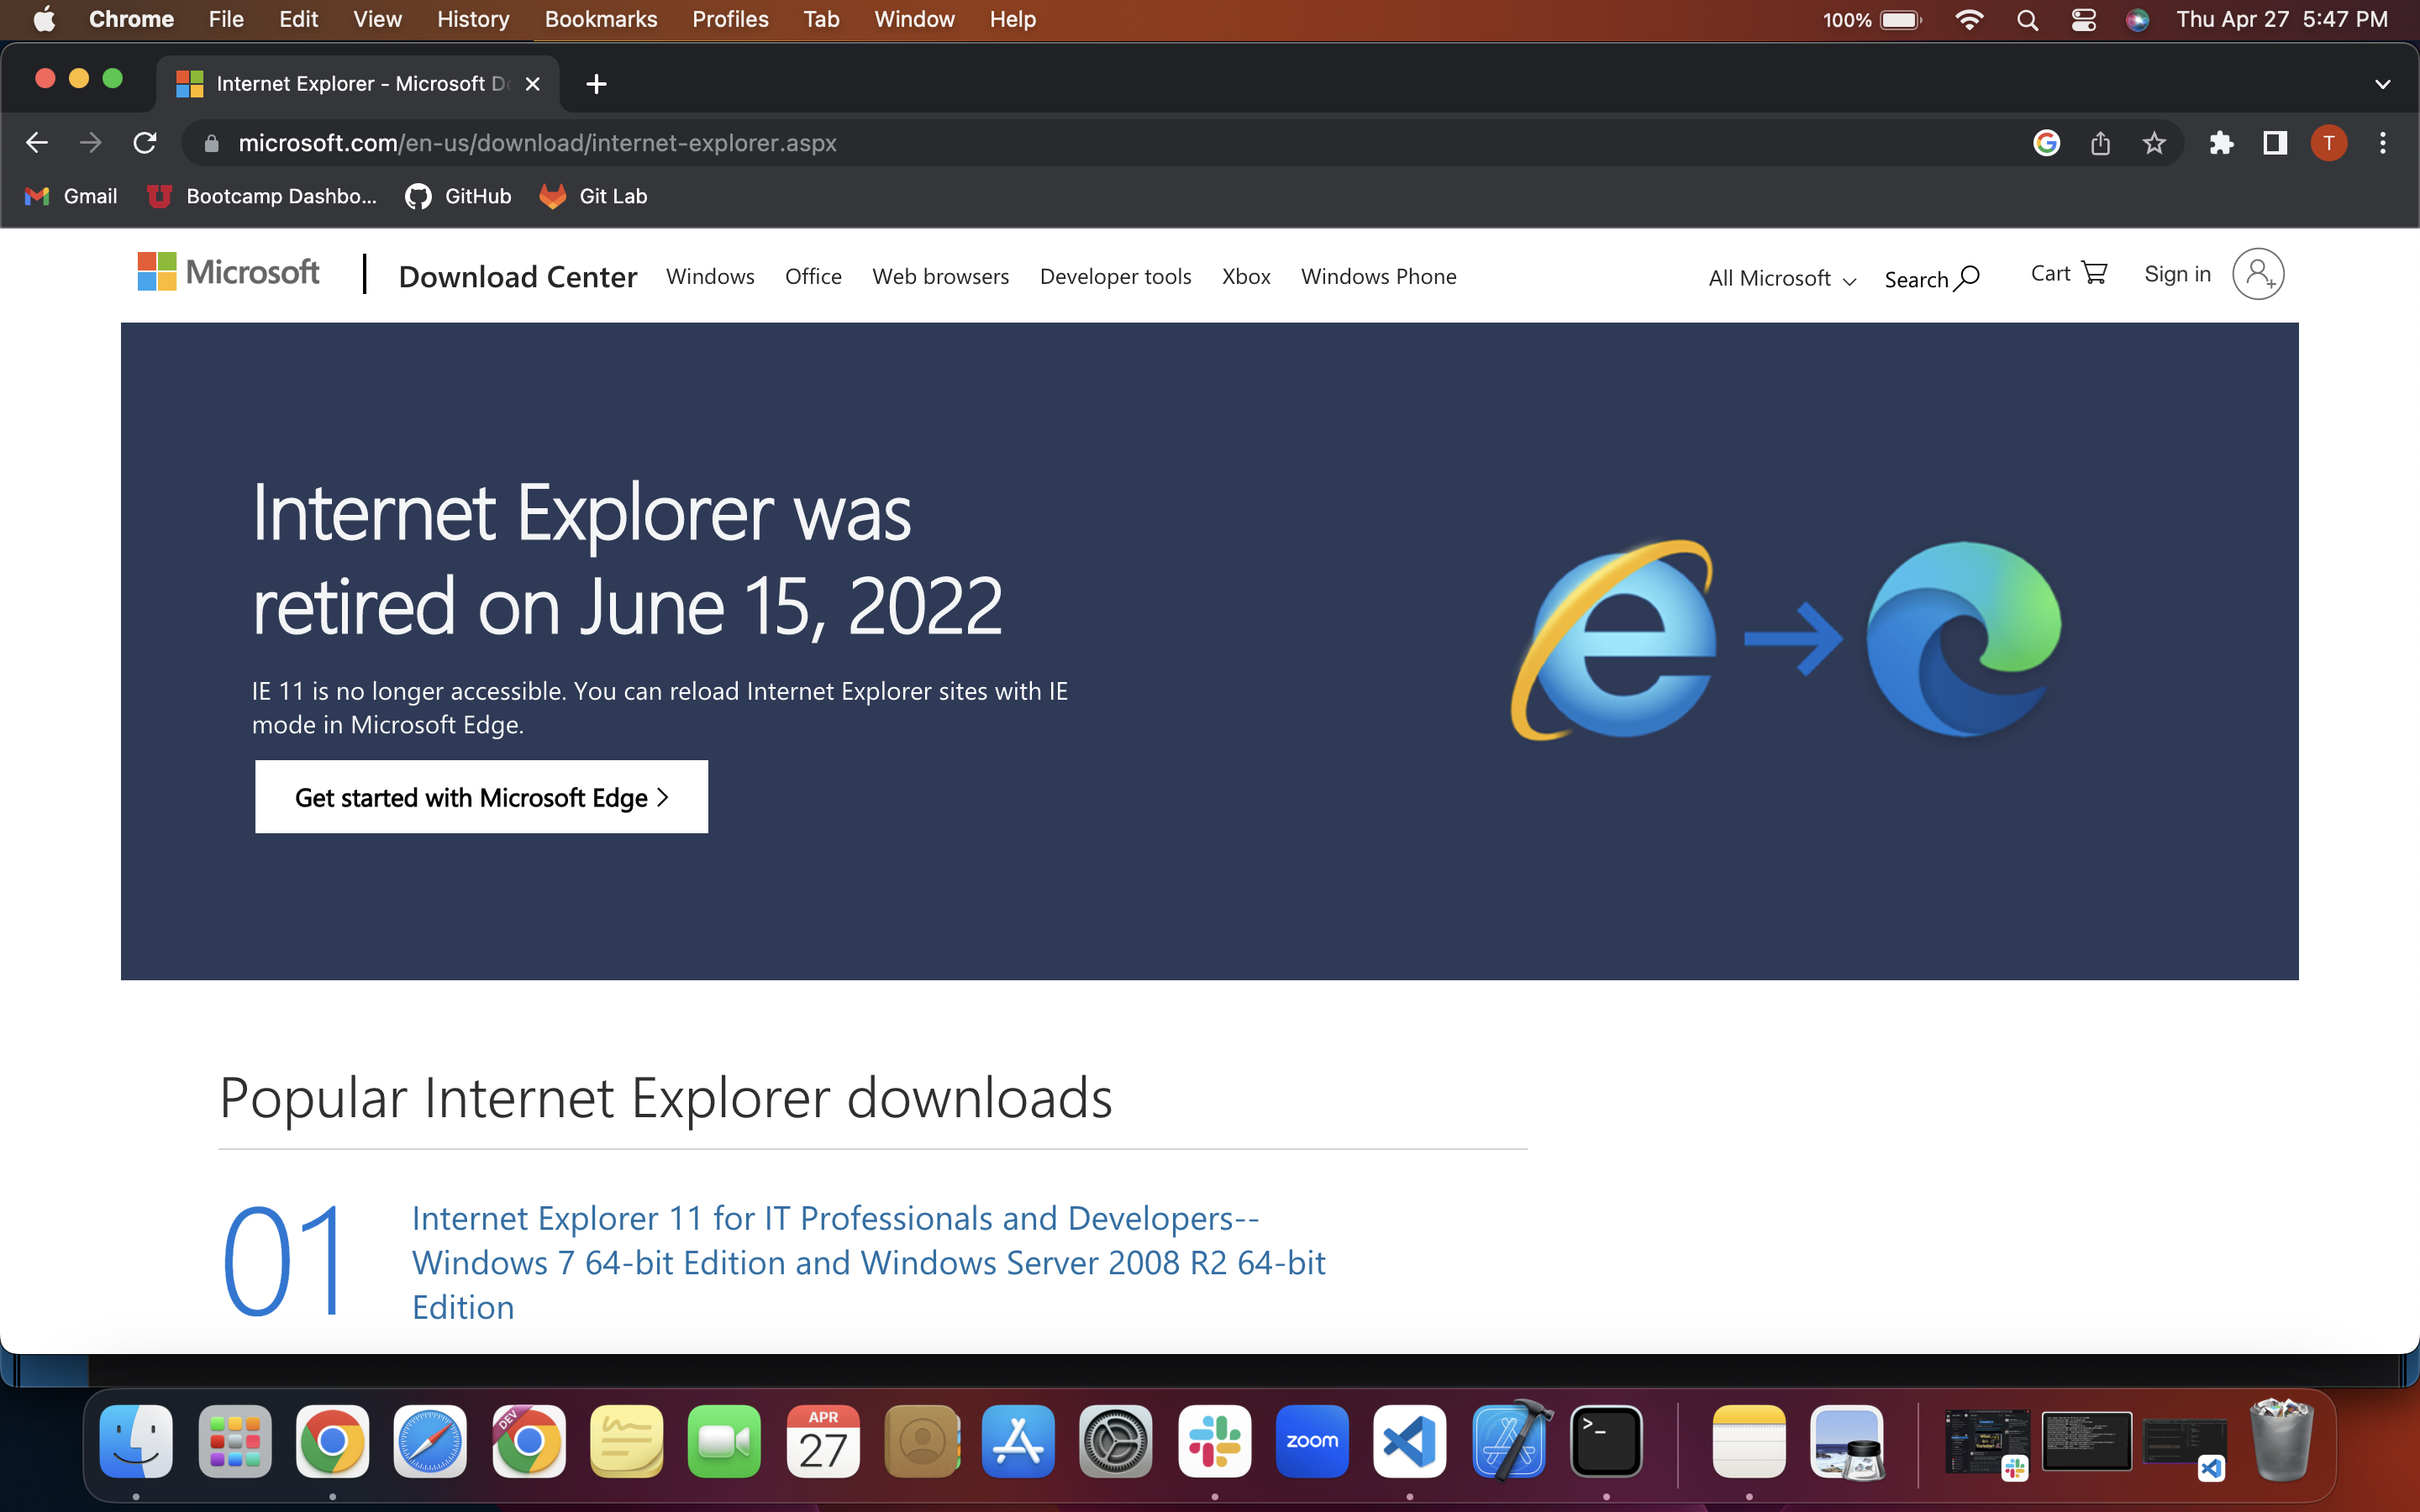 Chrome File Edit View History Bookmarks Profiles Tab Window Help 100% Thu Apr 27 5:47 PM
Internet Explorer - Microsoft
microsoft.com/en-us/download/internet-explorer.aspx T
Gmail Bootcamp Dashbo... GitHub Git Lab
Microsoft Download Center Windows Office Web browsers Developer tools Xbox Windows Phone All Microsoft Search Cart Sign in
Internet Explorer was
retired on June 15, 2022
IE 11 is no longer accessible. You can reload Internet Explorer sites with IE
mode in Microsoft Edge.
Get started with Microsoft Edge >
Popular Internet Explorer downloads
01
Internet Explorer 11 for IT Professionals and Developers--
Windows 7 64-bit Edition and Windows Server 2008 R2 64-bit
Edition
DEV APR
27 zoom >_